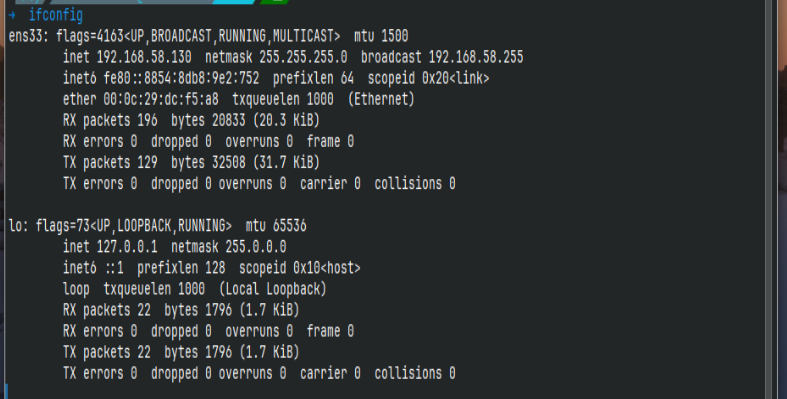 → ifconfig
ens33: flags=4163<UP,BROADCAST,RUNNING,MULTICAST>  mtu 1500
        inet 192.168.58.130  netmask 255.255.255.0  broadcast 192.168.58.255
        inet6 fe80::8854:8db8:9e2:752  prefixlen 64  scopeid 0x20<link>
        ether 00:0c:29:dc:f5:a8  txqueuelen 1000  (Ethernet)
        RX packets 196  bytes 20833 (20.3 KiB)
        RX errors 0  dropped 0  overruns 0  frame 0
        TX packets 129  bytes 32508 (31.7 KiB)
        TX errors 0  dropped 0 overruns 0  carrier 0  collisions 0

lo: flags=73<UP,LOOPBACK,RUNNING>  mtu 65536
        inet 127.0.0.1  netmask 255.0.0.0
        inet6 ::1  prefixlen 128  scopeid 0x10<host>
        loop  txqueuelen 1000  (Local Loopback)
        RX packets 22  bytes 1796 (1.7 KiB)
        RX errors 0  dropped 0  overruns 0  frame 0
        TX packets 22  bytes 1796 (1.7 KiB)
        TX errors 0  dropped 0 overruns 0  carrier 0  collisions 0